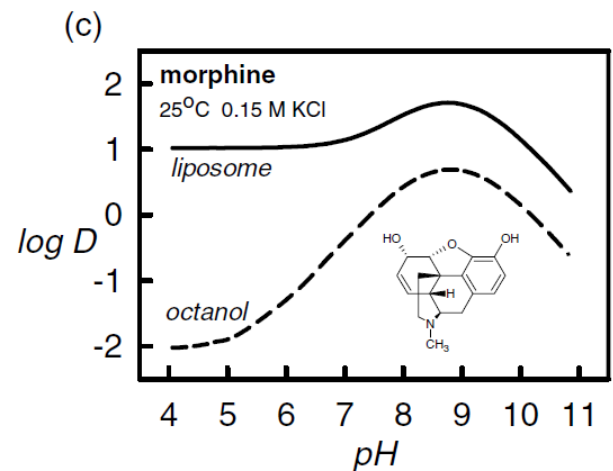 (c)
2
morphine
25°C 0.15 M KCl
1
liposome
0
log D
HO
O
OH
H
-1
octanol
N
CH₃
-2
4 5 6 7 8 9 10 11
pH